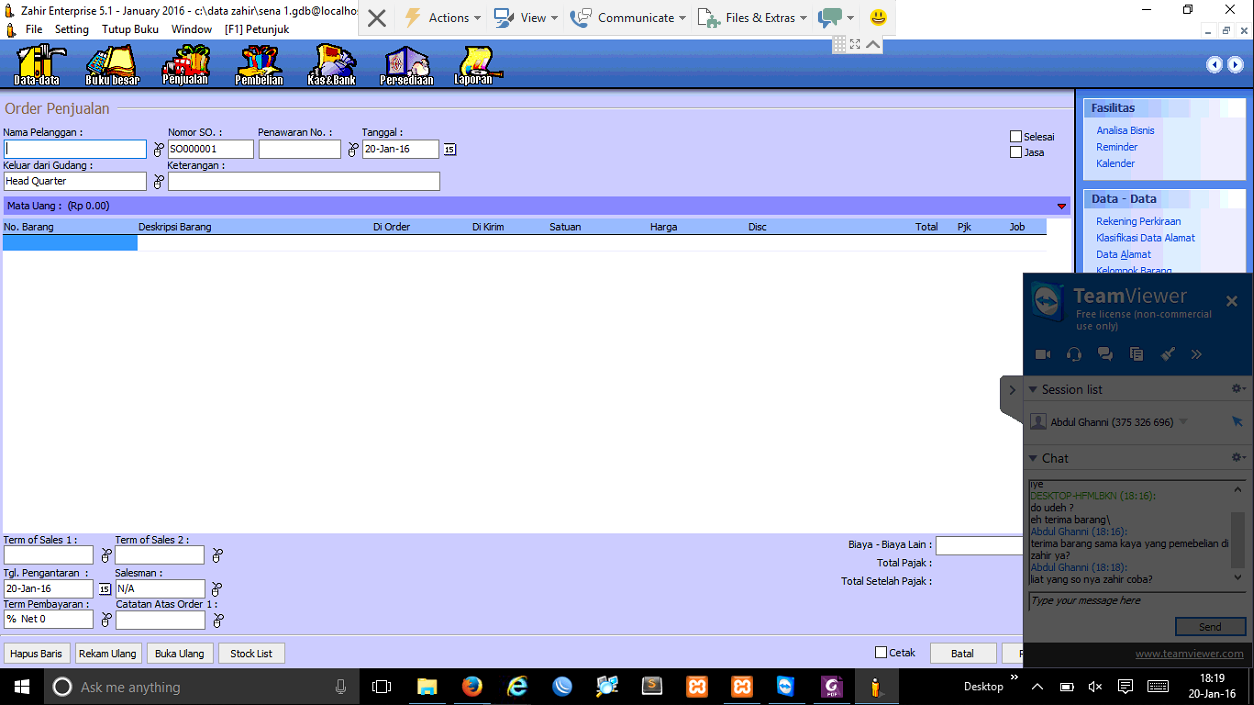 Zahir Enterprise 5.1 - January 2016 - c:\data zahir\sena 1.gdb@localhos
Actions
View
Communicate
Files & Extras
File Setting Tutup Buku Window [F1] Petunjuk
Data-data Buku besar Penjualan Pembelian Kas&Bank Persediaan Laporan
Order Penjualan
Nama Pelanggan : Nomor SO. : Penawaran No. : Tanggal :
SO000001 20-Jan-16 15
Selesai
Jasa
Keluar dari Gudang : Keterangan :
Head Quarter
Mata Uang : (Rp 0.00)
No. Barang Deskripsi Barang Di Order Di Kirim Satuan Harga Disc Total Pjk Job
Fasilitas
Analisa Bisnis
Reminder
Kalender
Data - Data
Rekening Perkiraan
Klasifikasi Data Alamat
Data Alamat
Kelompok Barang
TeamViewer
Free license (non-commercial
use only)
Session list
Abdul Ghanni (375 326 696)
Chat
iye
DESKTOP-HFMLBKN (18:16):
do udeh ?
eh terima barang\
Abdul Ghanni (18:16):
terima barang sama kaya yang pemebelian di
zahir ya?
Abdul Ghanni (18:18):
liat yang so nya zahir coba?
Type your message here
Send
www.teamviewer.com
Term of Sales 1 : Term of Sales 2 :
Tgl. Pengantaran : Salesman :
20-Jan-16 15 N/A
Term Pembayaran : Catatan Atas Order 1 :
% Net 0
Biaya - Biaya Lain :
Total Pajak :
Total Setelah Pajak :
Hapus Baris Rekam Ulang Buka Ulang Stock List Cetak Batal
Ask me anything
Desktop
18:19
20-Jan-16